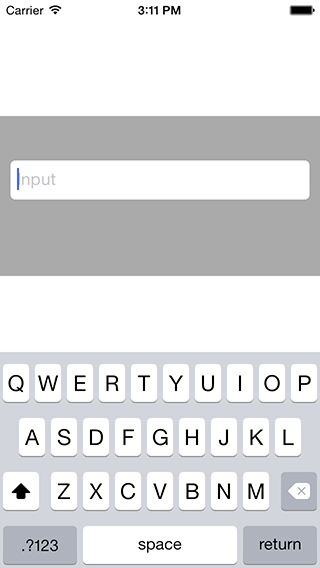 Carrier 3:11 PM
Input
Q W E R T Y U I O P
A S D F G H J K L
Z X C V B N M
.?123 space return